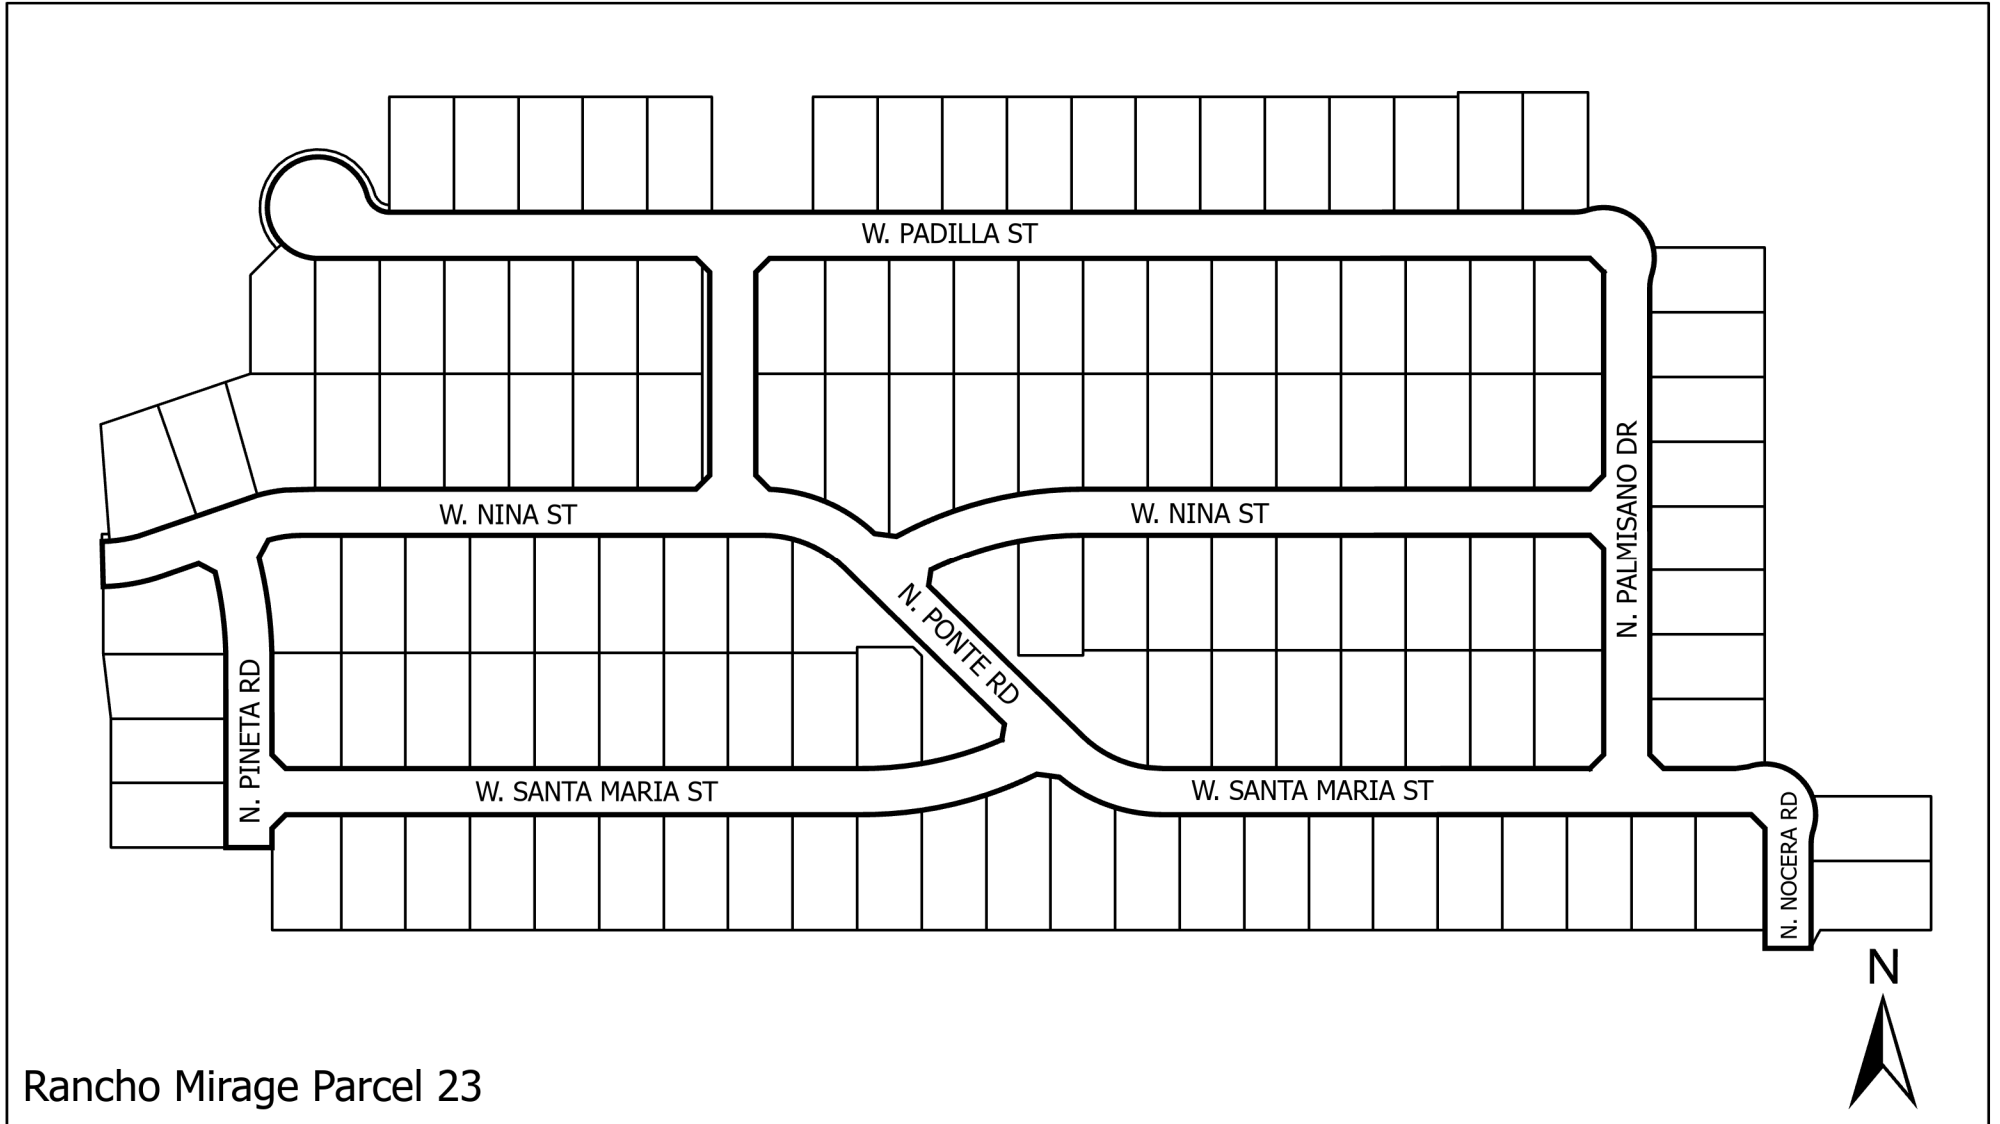 W. PADILLA ST
W. NINA ST
W. NINA ST
N. PALMISANO DR
N. PONTE RD
N. PINETA RD
W. SANTA MARIA ST
W. SANTA MARIA ST
N. NOCERA RD
N
Rancho Mirage Parcel 23